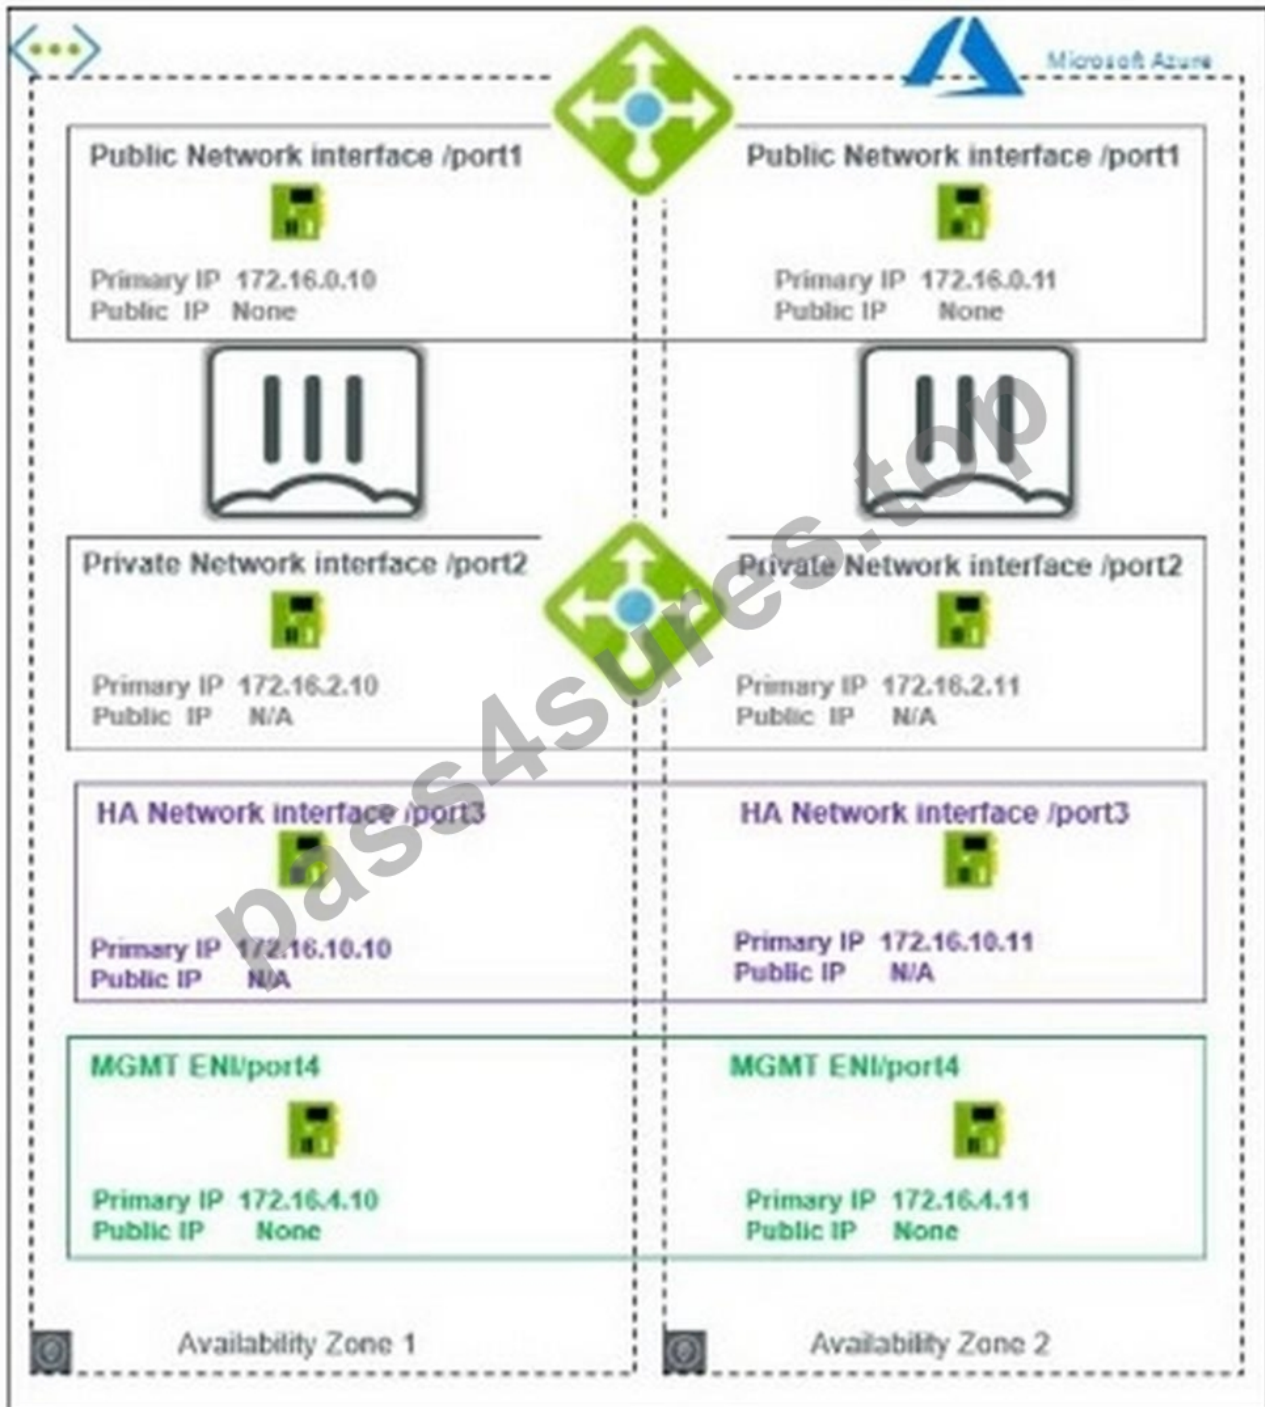 Microsoft Azure
Public Network interface /port1
Primary IP 172.16.0.10
Public IP None
Public Network interface /port1
Primary IP 172.16.0.11
Public IP None
Private Network interface /port2
Primary IP 172.16.2.10
Public IP N/A
Private Network interface /port2
Primary IP 172.16.2.11
Public IP N/A
HA Network interface /port3
Primary IP 172.16.10.10
Public IP N/A
HA Network interface /port3
Primary IP 172.16.10.11
Public IP N/A
MGMT ENI/port4
Primary IP 172.16.4.10
Public IP None
MGMT ENI/port4
Primary IP 172.16.4.11
Public IP None
Availability Zone 1
Availability Zone 2
pass4sures.top